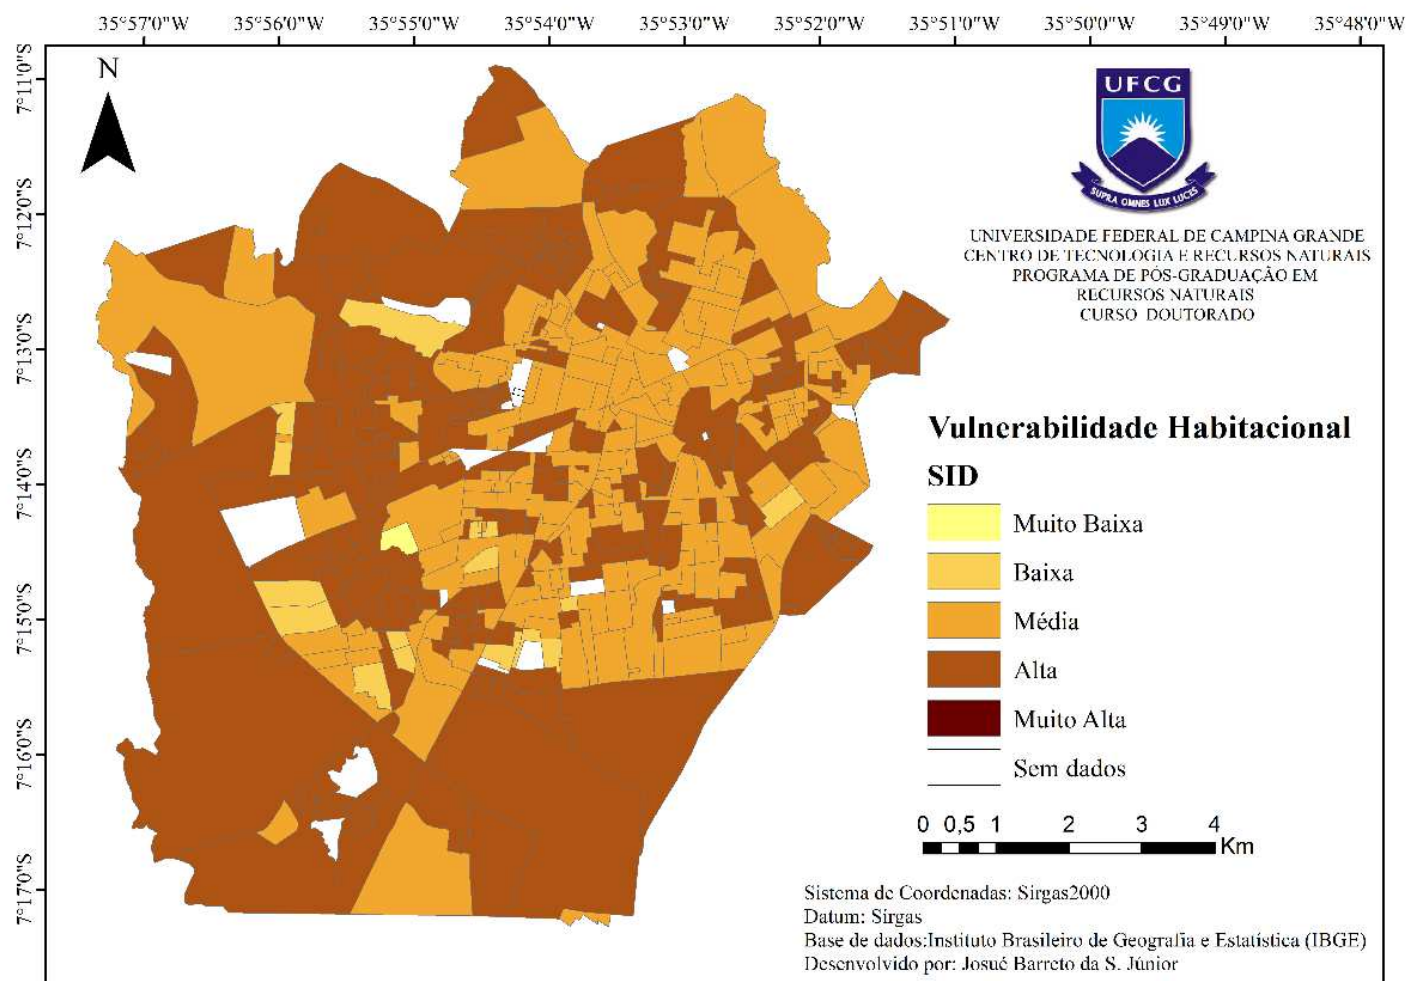 35°57'0"W 35°56'0"W 35°55'0"W 35°54'0"W 35°53'0"W 35°52'0"W 35°51'0"W 35°50'0"W 35°49'0"W 35°48'0"W
7°11'0"S
7°12'0"S
7°13'0"S
7°14'0"S
7°15'0"S
7°16'0"S
7°17'0"S
N
UFCG
SUPRA OMNES LUX LUCES
UNIVERSIDADE FEDERAL DE CAMPINA GRANDE
CENTRO DE TECNOLOGIA E RECURSOS NATURAIS
PROGRAMA DE PÓS-GRADUAÇÃO EM
RECURSOS NATURAIS
CURSO DOUTORADO
Vulnerabilidade Habitacional
SID
Muito Baixa
Baixa
Média
Alta
Muito Alta
Sem dados
0 0,5 1 2 3 4
Km
Sistema de Coordenadas: Sirgas2000
Datum: Sirgas
Base de dados:Instituto Brasileiro de Geografia e Estatística (IBGE)
Desenvolvido por: Josué Barreto da S. Júnior